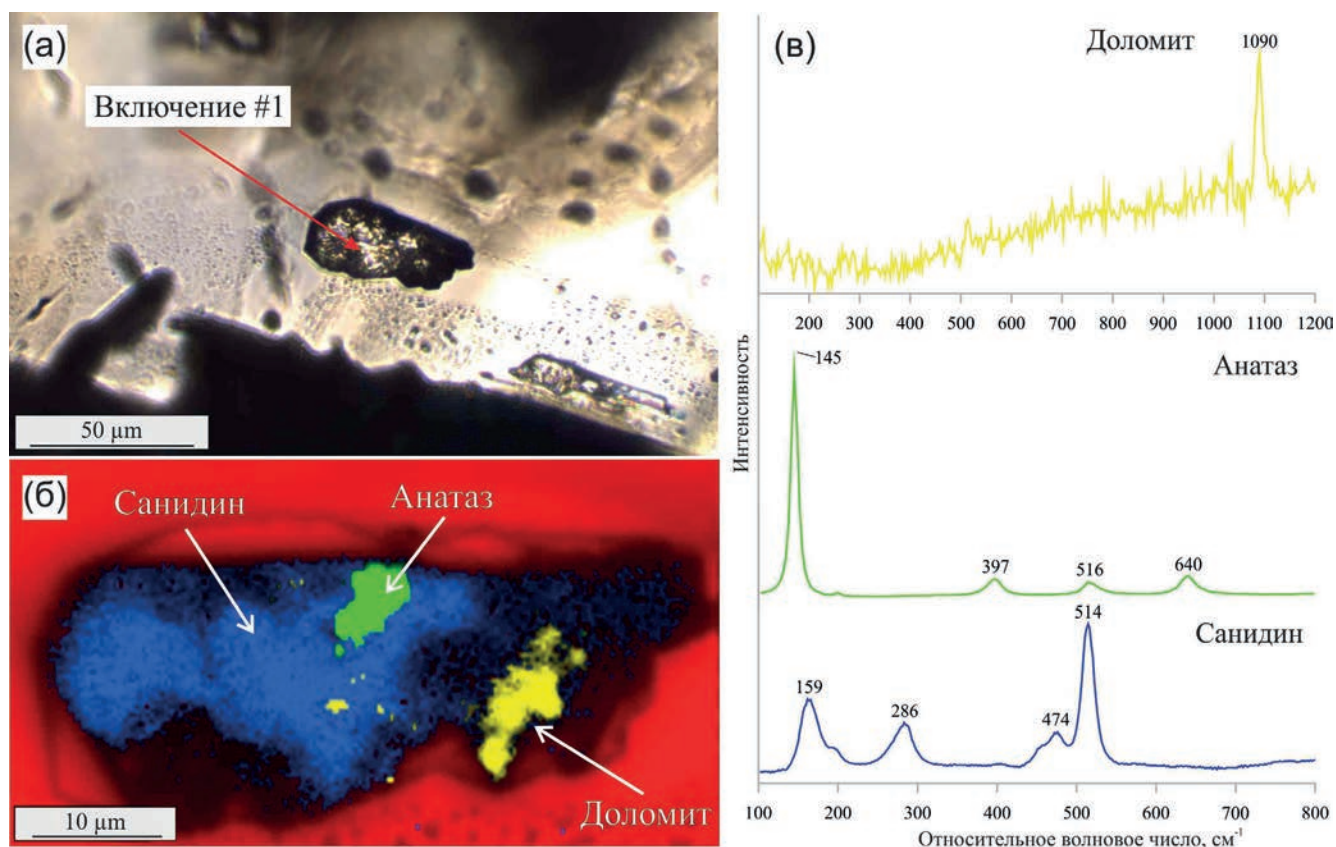 (а)
Включение #1
50 µm
(б)
Санидин
Анатаз
Доломит
10 µm
(в)
Доломит
1090
200 300 400 500 600 700 800 900 1000 1100 1200
Интенсивность
145
Анатаз
397
516
640
514
Санидин
159
286
474
100 200 300 400 500 600 700 800
Относительное волновое число, см⁻¹